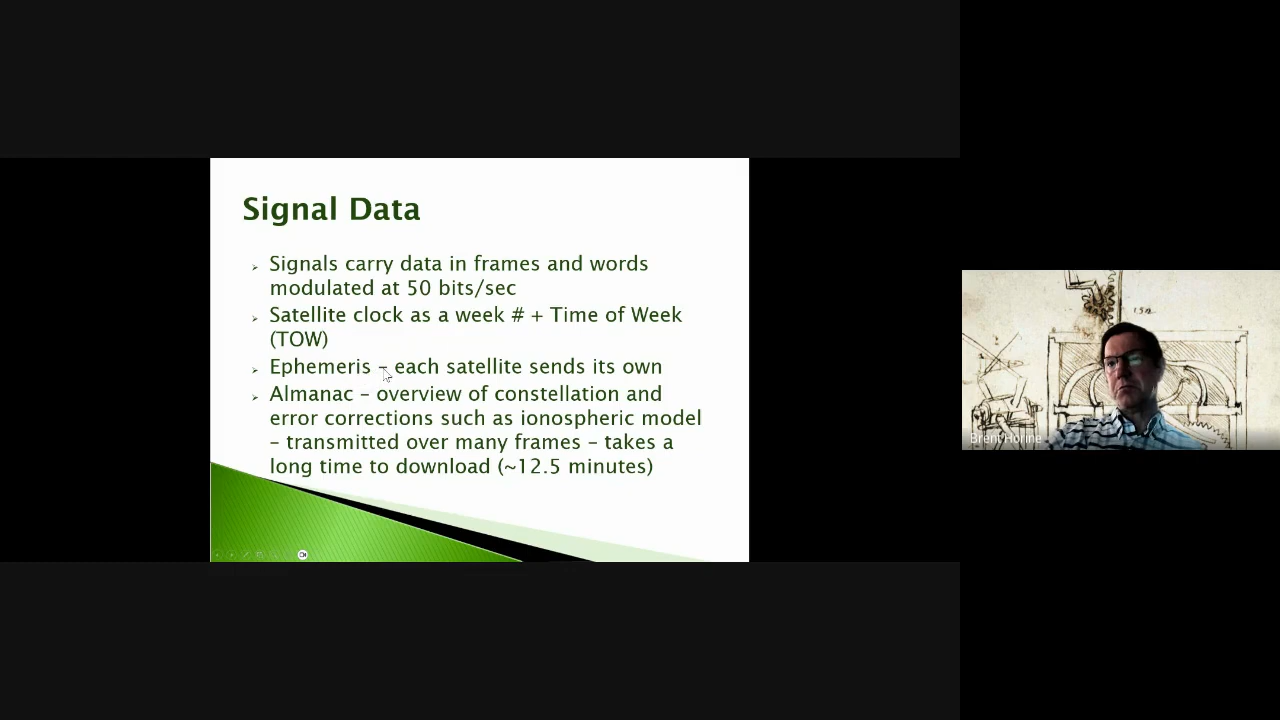 Signal Data
Signals carry data in frames and words
modulated at 50 bits/sec
Satellite clock as a week # + Time of Week
(TOW)
Ephemeris – each satellite sends its own
Almanac – overview of constellation and
error corrections such as ionospheric model
– transmitted over many frames – takes a
long time to download (~12.5 minutes)
Brent Horine